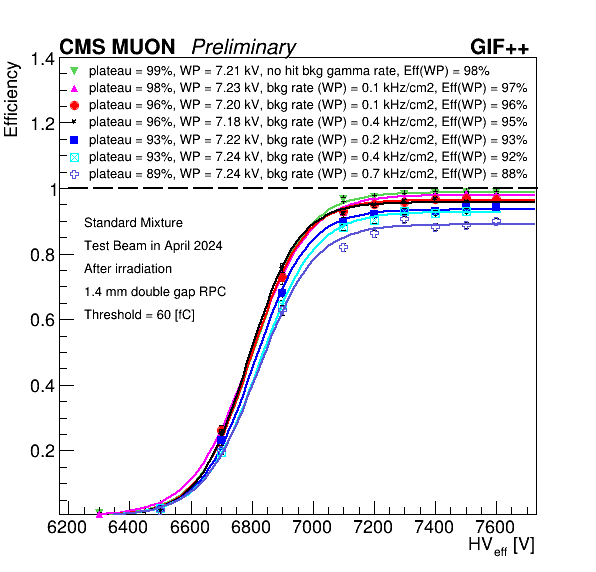 CMS MUON Preliminary GIF++
Efficiency
1.4
plateau = 99%, WP = 7.21 kV, no hit bkg gamma rate, Eff(WP) = 98%
plateau = 98%, WP = 7.23 kV, bkg rate (WP) = 0.1 kHz/cm2, Eff(WP) = 97%
plateau = 96%, WP = 7.20 kV, bkg rate (WP) = 0.1 kHz/cm2, Eff(WP) = 96%
1.2
plateau = 96%, WP = 7.18 kV, bkg rate (WP) = 0.4 kHz/cm2, Eff(WP) = 95%
plateau = 93%, WP = 7.22 kV, bkg rate (WP) = 0.2 kHz/cm2, Eff(WP) = 93%
plateau = 93%, WP = 7.24 kV, bkg rate (WP) = 0.4 kHz/cm2, Eff(WP) = 92%
plateau = 89%, WP = 7.24 kV, bkg rate (WP) = 0.7 kHz/cm2, Eff(WP) = 88%
1
Standard Mixture
Test Beam in April 2024
0.8
After irradiation
1.4 mm double gap RPC
Threshold = 60 [fC]
0.6
0.4
0.2
6200 6400 6600 6800 7000 7200 7400 7600
HVeff [V]